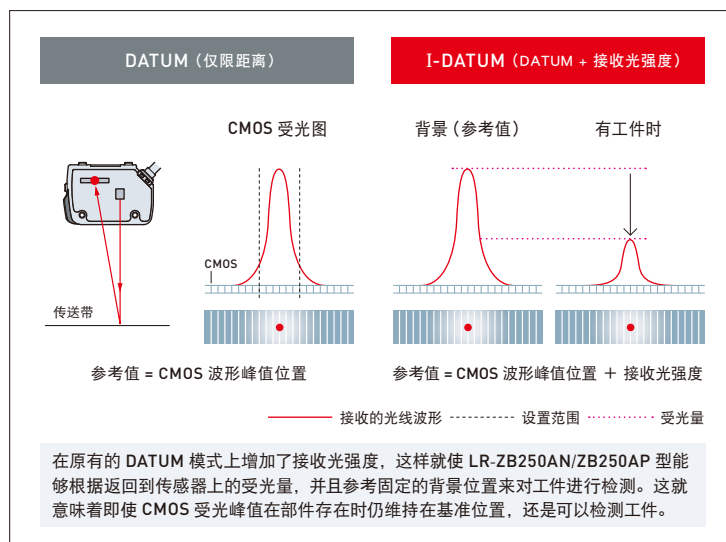 DATUM（仅限距离）
I-DATUM（DATUM + 接收光强度）
CMOS 受光图
背景（参考值）
有工件时
CMOS
传送带
参考值 = CMOS 波形峰值位置
参考值 = CMOS 波形峰值位置 + 接收光强度
接收的光线波形
设置范围
受光量
在原有的 DATUM 模式上增加了接收光强度，这样就使 LR-ZB250AN/ZB250AP 型能
够根据返回到传感器上的受光量，并且参考固定的背景位置来对工件进行检测。这就
意味着即使 CMOS 受光峰值在部件存在时仍维持在基准位置，还是可以检测工件。